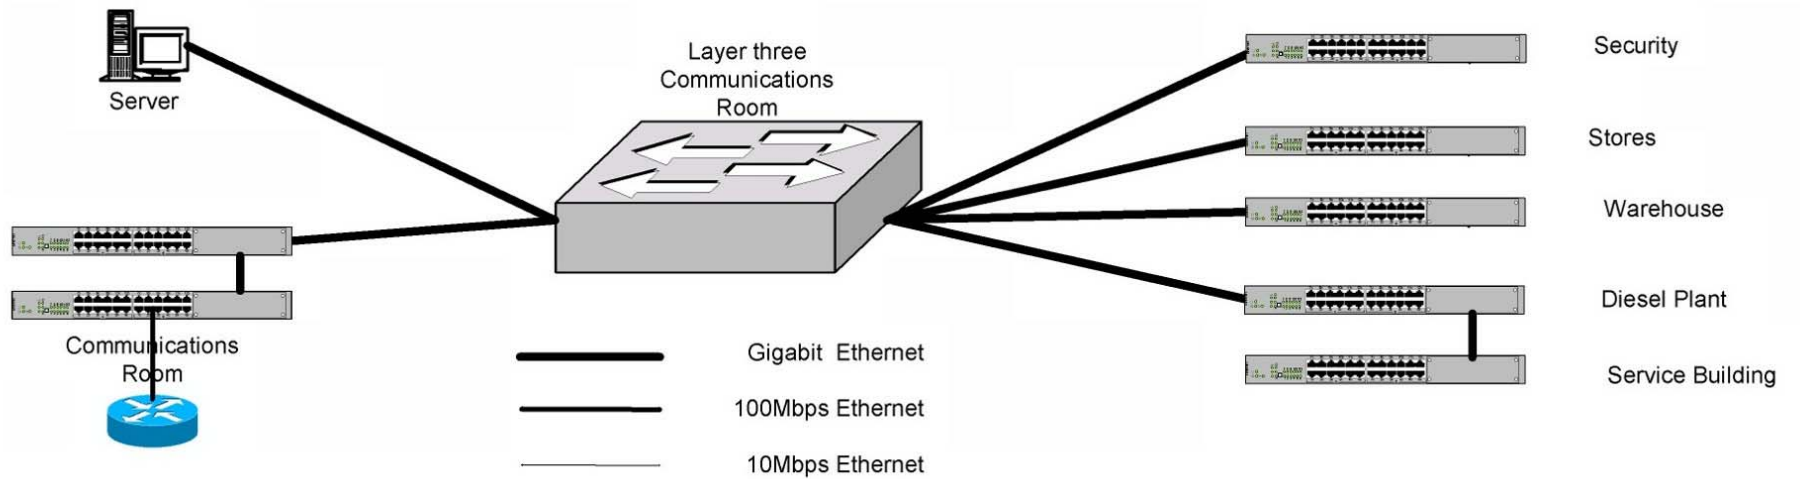 Server
Layer three
Communications
Room
Security
Stores
Warehouse
Diesel Plant
Service Building
Communications
Room
Gigabit Ethernet
100Mbps Ethernet
10Mbps Ethernet